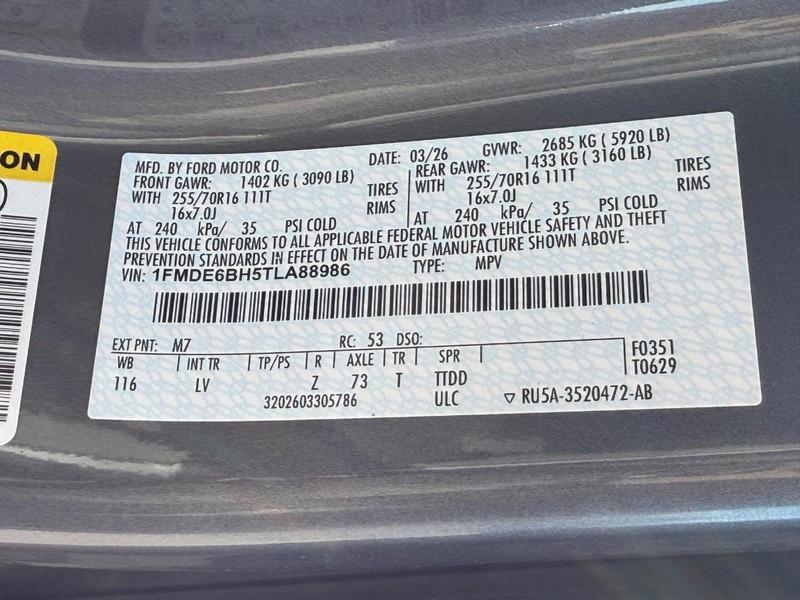 ON
MFD. BY FORD MOTOR CO. DATE: 03/26 GVWR: 2685 KG ( 5920 LB)
FRONT GAWR: 1402 KG ( 3090 LB) REAR GAWR: 1433 KG ( 3160 LB)
WITH 255/70R16 111T TIRES WITH 255/70R16 111T TIRES
16x7.0J RIMS 16x7.0J RIMS
AT 240 kPa/ 35 PSI COLD AT 240 kPa/ 35 PSI COLD
THIS VEHICLE CONFORMS TO ALL APPLICABLE FEDERAL MOTOR VEHICLE SAFETY AND THEFT
PREVENTION STANDARDS IN EFFECT ON THE DATE OF MANUFACTURE SHOWN ABOVE.
VIN: 1FMDE6BH5TLA88986 TYPE: MPV
EXT PNT: M7 RC: 53 DSO:
WB INT TR TP/PS R AXLE TR SPR F0351
116 LV Z 73 T TTDD T0629
3202603305786 ULC ▽ RU5A-3520472-AB